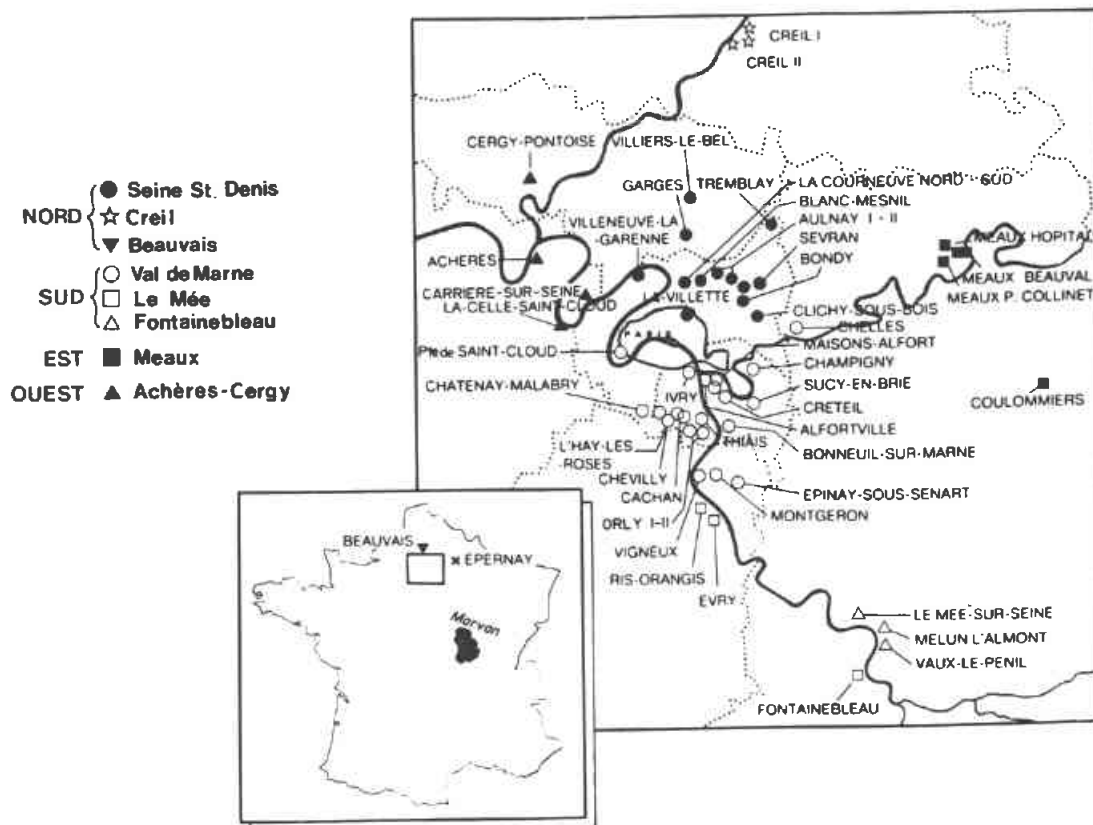 NORD
Seine St. Denis
Creil
Beauvais
SUD
Val de Marne
Le Mée
Fontainebleau
EST Meaux
OUEST Achères-Cergy
CREIL I
CREIL II
CERGY-PONTOISE
VILLIERS-LE-BEL
GARGES
TREMBLAY
LA COURNEUVE NORD - SUD
BLANC-MESNIL
AULNAY I - II
SEVRAN
BONDY
VILLENEUVE-LA
-GARENNE
ACHERES
CARRIERE-SUR-SEINE
LA-CELLE-SAINT-CLOUD
LA-VILLETTE
PARIS
CLICHY-SOUS-BOIS
CHELLES
MEAUX HOPITAL
MEAUX BEAUVAL
MEAUX P. COLLINET
COULOMMIERS
Pte de SAINT-CLOUD
MAISONS-ALFORT
CHAMPIGNY
CHATENAY-MALABRY
IVRY
SUCY-EN-BRIE
CRETEIL
ALFORTVILLE
THIAIS
BONNEUIL-SUR-MARNE
L'HAY-LES
-ROSES
CHEVILLY
CACHAN
ORLY I-II
EPINAY-SOUS-SENART
MONTGERON
VIGNEUX
RIS-ORANGIS
EVRY
LE MEE-SUR-SEINE
MELUN L'ALMONT
VAUX-LE-PENIL
FONTAINEBLEAU
BEAUVAIS
EPERNAY
Morvan